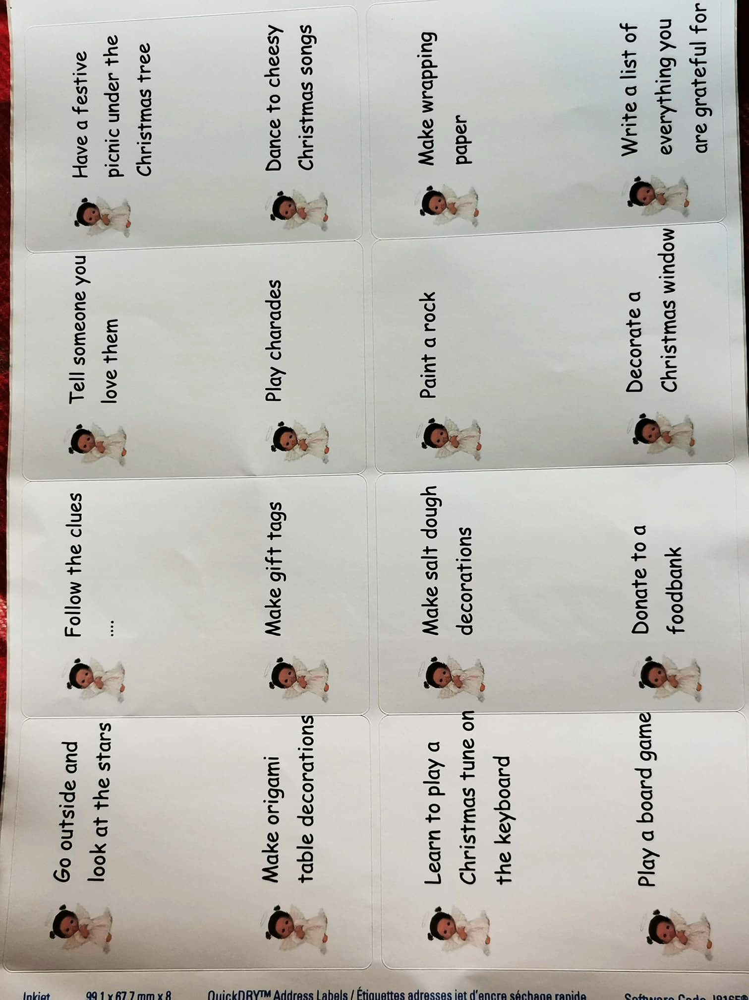 Go outside and
look at the stars
Follow the clues
....
Tell someone you
love them
Have a festive
picnic under the
Christmas tree
Make origami
table decorations
Make gift tags
Play charades
Dance to cheesy
Christmas songs
Learn to play a
Christmas tune on
the keyboard
Make salt dough
decorations
Paint a rock
Make wrapping
paper
Play a board game
Donate to a
foodbank
Decorate a
Christmas window
Write a list of
everything you
are grateful for
Inkjet 99.1 x 67.7 mm x 8 QuickDRY™ Address Labels / Étiquettes adresses jet d'encre séchage rapide Software Code